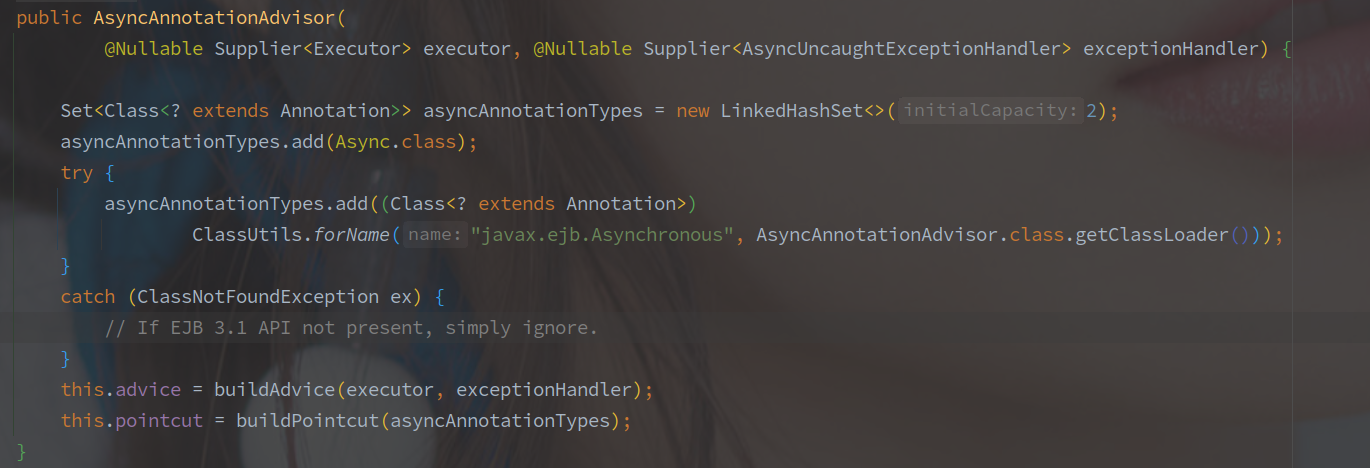 public AsyncAnnotationAdvisor(
@Nullable Supplier<Executor> executor, @Nullable Supplier<AsyncUncaughtExceptionHandler> exceptionHandler) {
Set<Class<? extends Annotation>> asyncAnnotationTypes = new LinkedHashSet<>( initialCapacity: 2);
asyncAnnotationTypes.add(Async.class);
try {
asyncAnnotationTypes.add((Class<? extends Annotation>)
ClassUtils.forName( name: "javax.ejb.Asynchronous", AsyncAnnotationAdvisor.class.getClassLoader()));
}
catch (ClassNotFoundException ex) {
// If EJB 3.1 API not present, simply ignore.
}
this.advice = buildAdvice(executor, exceptionHandler);
this.pointcut = buildPointcut(asyncAnnotationTypes);
}